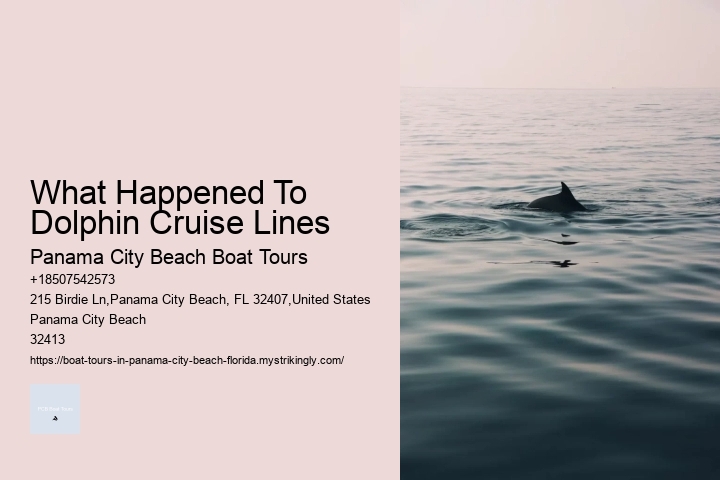 What Happened To
Dolphin Cruise Lines
Panama City Beach Boat Tours
+18507542573
215 Birdie Ln,Panama City Beach, FL 32407,United States
Panama City Beach
32413
https://boat-tours-in-panama-city-beach-florida.mystrikingly.com/